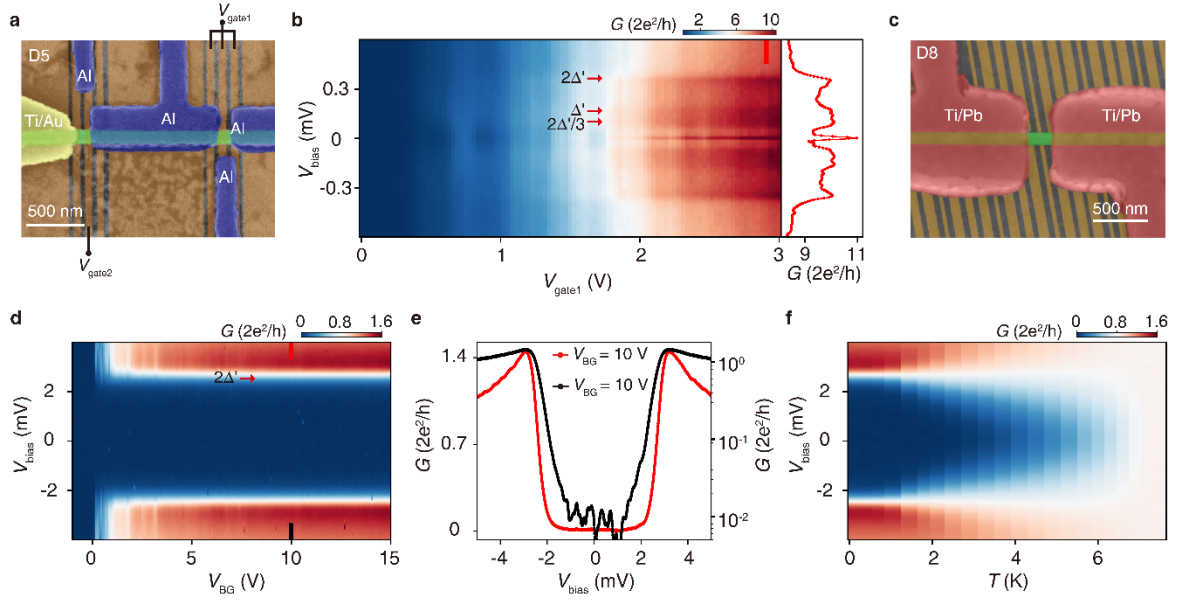 a
V_gate1
D5
Al
Ti/Au
Al
Al
Al
500 nm
V_gate2
b
G (2e²/h)
2 6 10
V_bias (mV)
0.3
0
-0.3
2Δ'
Δ'
2Δ'/3
0 1 2 3
V_gate1 (V)
9 11
G (2e²/h)
c
D8
Ti/Pb
Ti/Pb
500 nm
d
G (2e²/h)
0 0.8 1.6
V_bias (mV)
2
0
-2
2Δ'
0 5 10 15
V_BG (V)
e
G (2e²/h)
1.4
0.7
0
V_BG = 10 V
V_BG = 10 V
10⁰
10⁻¹
10⁻²
G (2e²/h)
-4 -2 0 2 4
V_bias (mV)
f
G (2e²/h)
0 0.8 1.6
V_bias (mV)
2
0
-2
0 2 4 6
T (K)